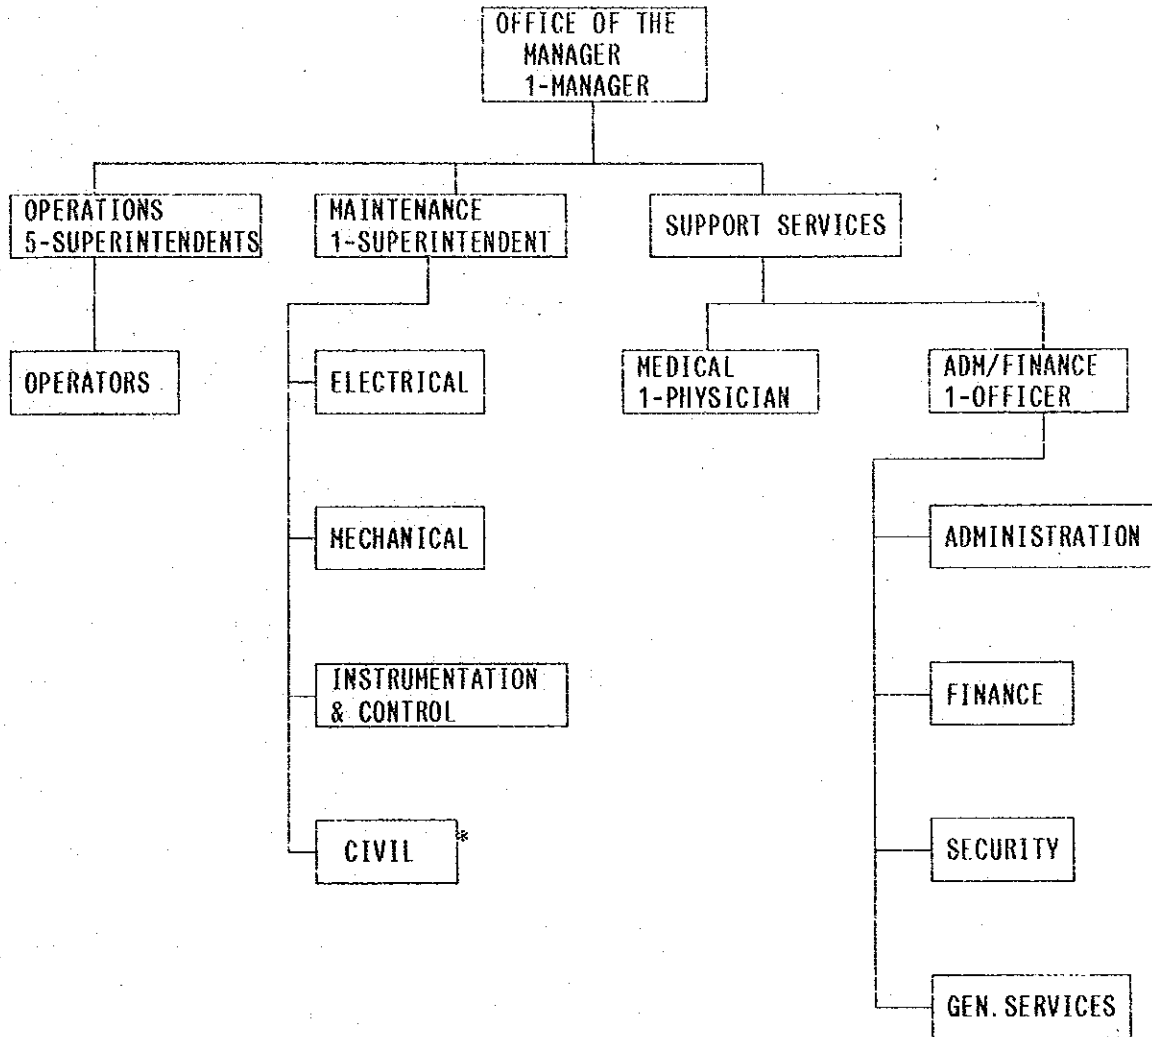 OFFICE OF THE
MANAGER
1-MANAGER
OPERATIONS
5-SUPERINTENDENTS
MAINTENANCE
1-SUPERINTENDENT
SUPPORT SERVICES
OPERATORS
ELECTRICAL
MEDICAL
1-PHYSICIAN
ADM/FINANCE
1-OFFICER
MECHANICAL
ADMINISTRATION
INSTRUMENTATION
& CONTROL
FINANCE
CIVIL *
SECURITY
GEN. SERVICES